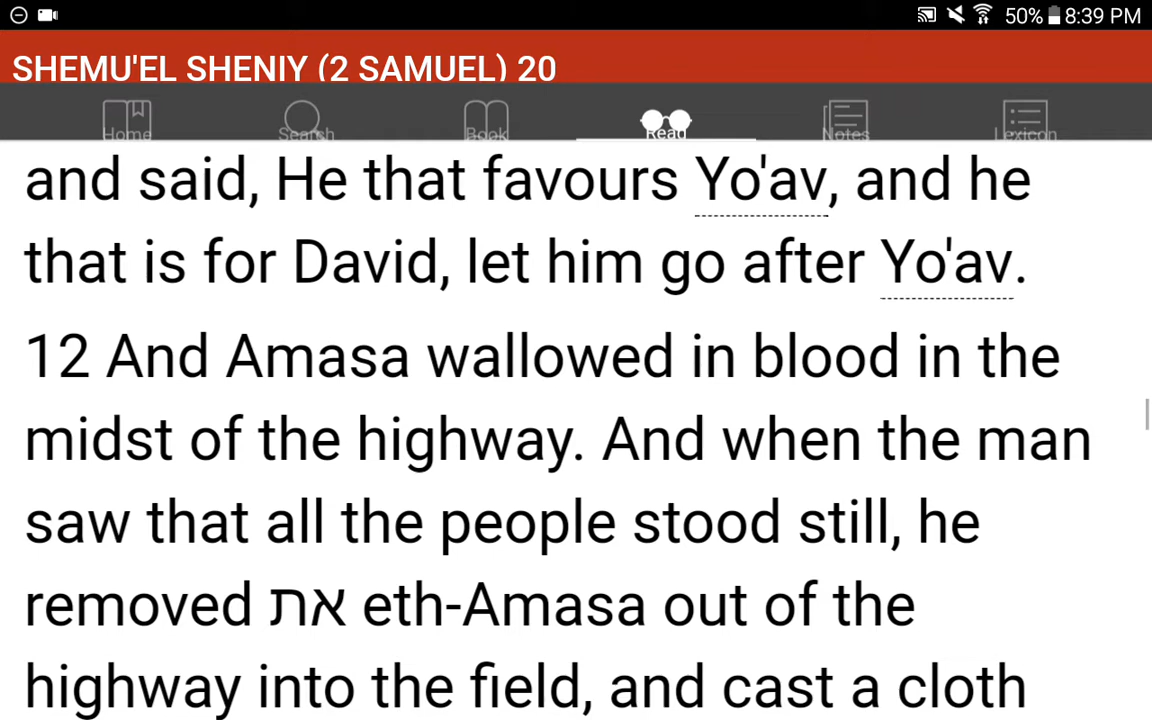 50% 8:39 PM
SHEMU'EL SHENIY (2 SAMUEL) 20
Home Search Book Read Notes Lexicon
and said, He that favours Yo'av, and he
that is for David, let him go after Yo'av.
12 And Amasa wallowed in blood in the
midst of the highway. And when the man
saw that all the people stood still, he
removed את eth-Amasa out of the
highway into the field, and cast a cloth